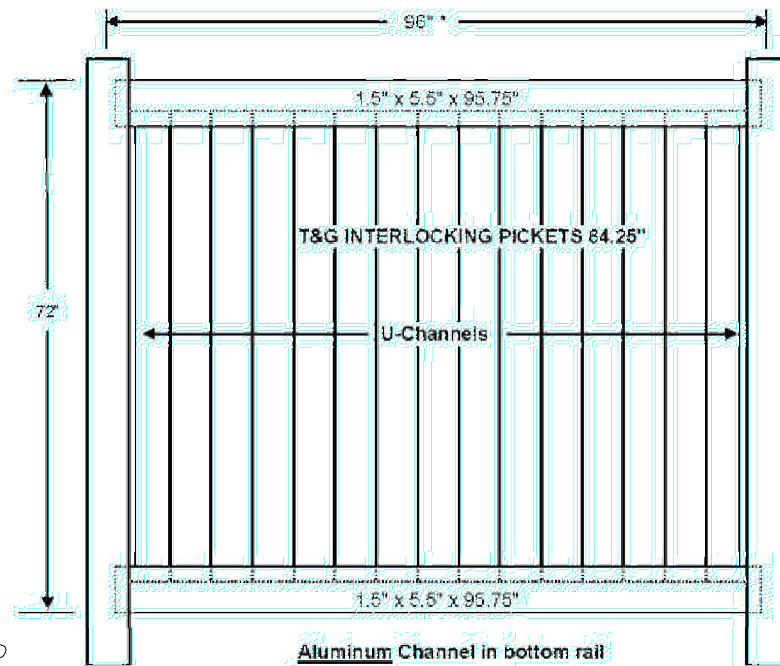 96" *
1.5" x 5.5" x 95.75"
T&G INTERLOCKING PICKETS 64.25"
72"
U-Channels
1.5" x 5.5" x 95.75"
Aluminum Channel in bottom rail